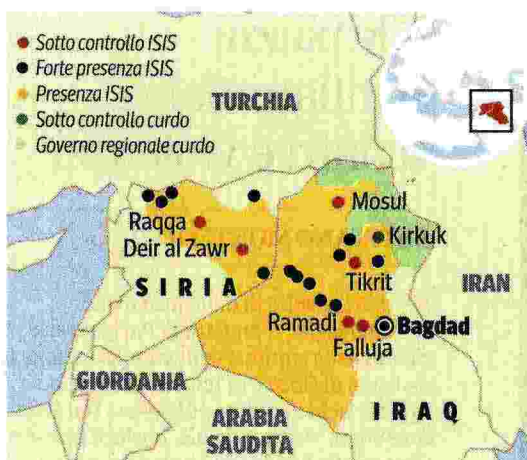 Sotto controllo ISIS
Forte presenza ISIS
Presenza ISIS
Sotto controllo curdo
Governo regionale curdo
TURCHIA
Mosul
Raqqa
Kirkuk
Deir al Zawr
Tikrit
IRAN
SIRIA
Ramadi
Bagdad
Falluja
GIORDANIA
ARABIA
SAUDITA
IRAQ